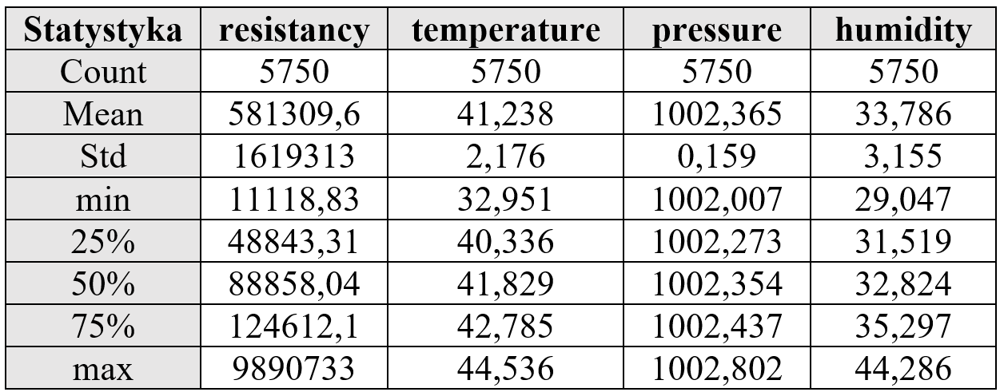 Statystyka resistancy temperature pressure humidity
Count 5750 5750 5750 5750
Mean 581309,6 41,238 1002,365 33,786
Std 1619313 2,176 0,159 3,155
min 11118,83 32,951 1002,007 29,047
25% 48843,31 40,336 1002,273 31,519
50% 88858,04 41,829 1002,354 32,824
75% 124612,1 42,785 1002,437 35,297
max 9890733 44,536 1002,802 44,286